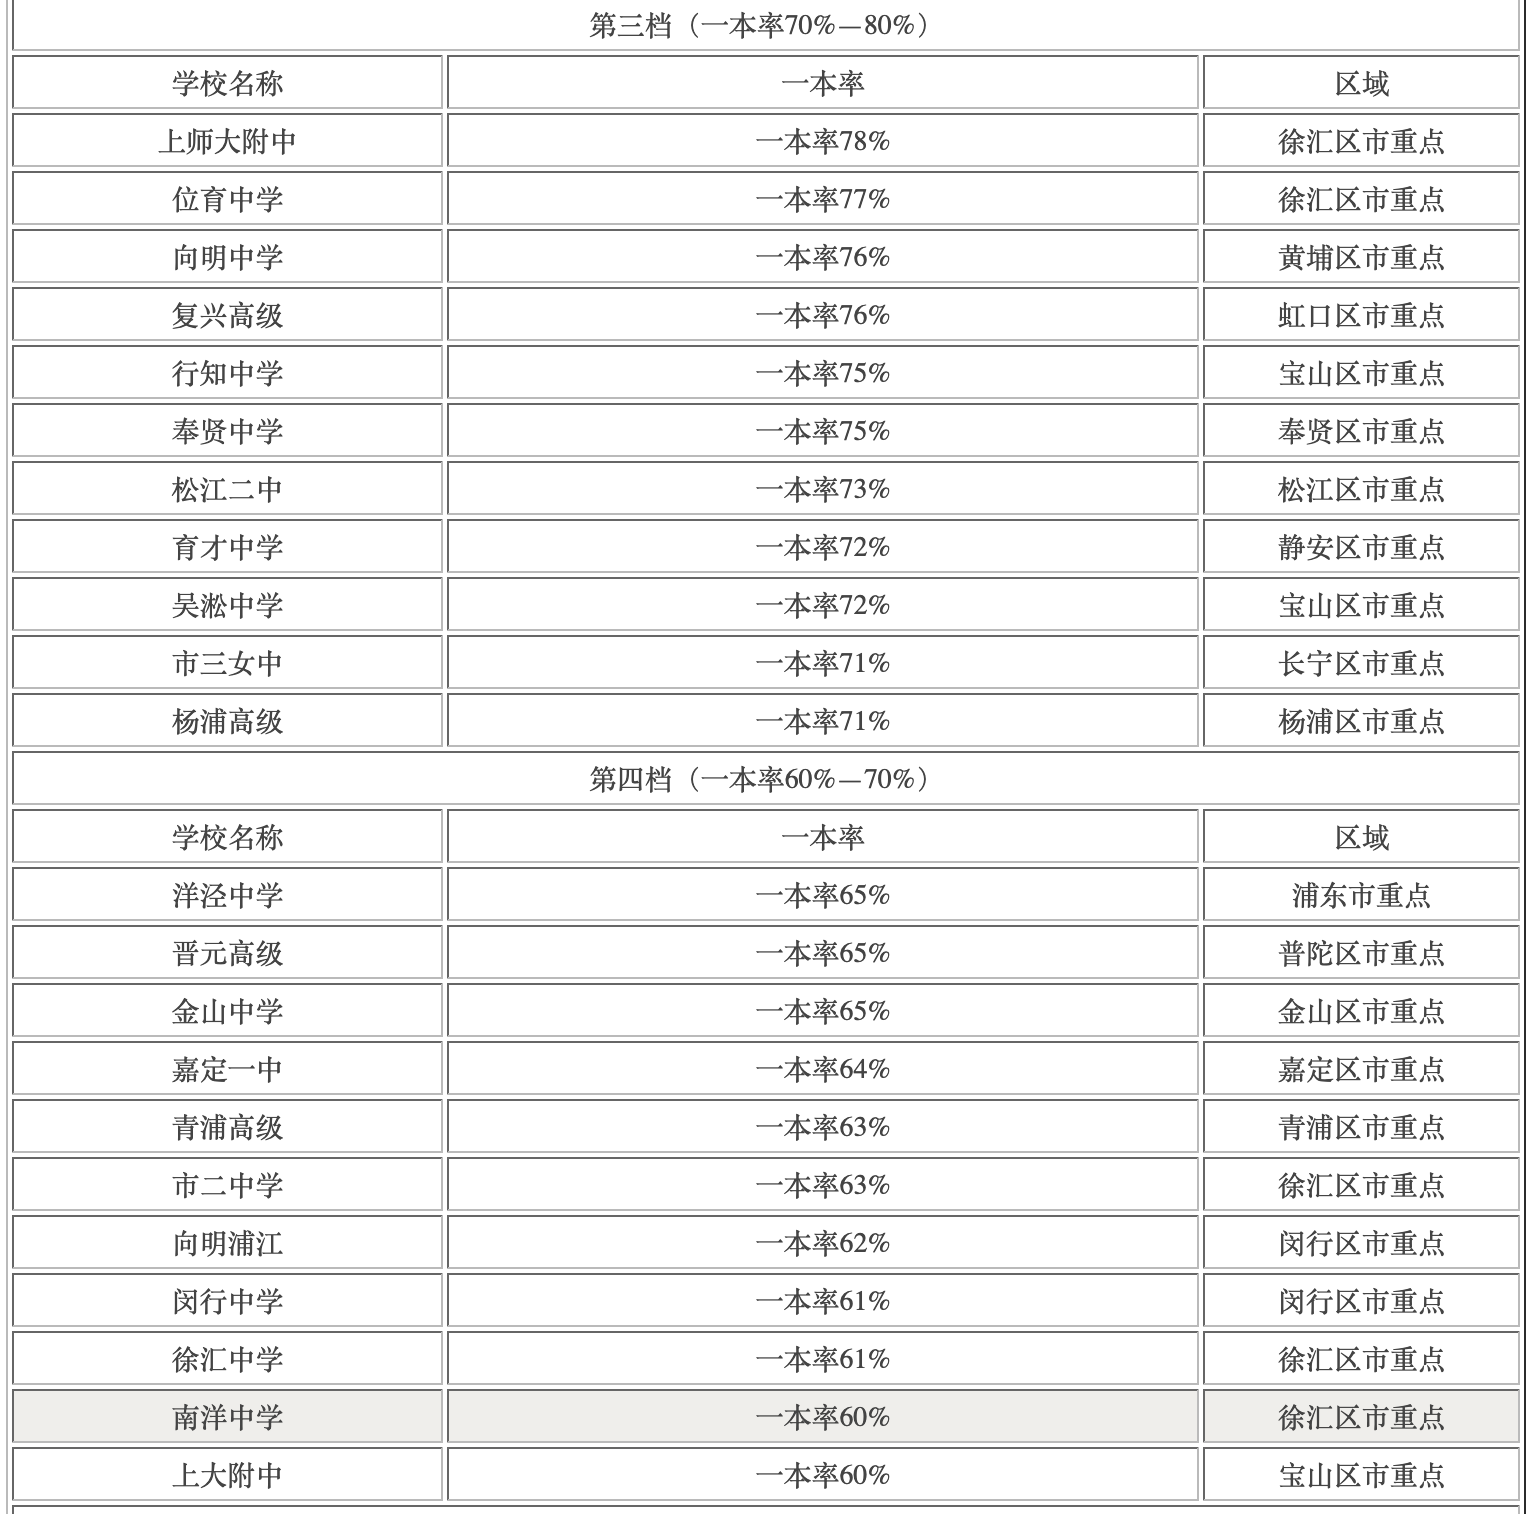 第三档（一本率70%—80%）
学校名称 一本率 区域
上师大附中 一本率78% 徐汇区市重点
位育中学 一本率77% 徐汇区市重点
向明中学 一本率76% 黄埔区市重点
复兴高级 一本率76% 虹口区市重点
行知中学 一本率75% 宝山区市重点
奉贤中学 一本率75% 奉贤区市重点
松江二中 一本率73% 松江区市重点
育才中学 一本率72% 静安区市重点
吴淞中学 一本率72% 宝山区市重点
市三女中 一本率71% 长宁区市重点
杨浦高级 一本率71% 杨浦区市重点
第四档（一本率60%—70%）
学校名称 一本率 区域
洋泾中学 一本率65% 浦东市重点
晋元高级 一本率65% 普陀区市重点
金山中学 一本率65% 金山区市重点
嘉定一中 一本率64% 嘉定区市重点
青浦高级 一本率63% 青浦区市重点
市二中学 一本率63% 徐汇区市重点
向明浦江 一本率62% 闵行区市重点
闵行中学 一本率61% 闵行区市重点
徐汇中学 一本率61% 徐汇区市重点
南洋中学 一本率60% 徐汇区市重点
上大附中 一本率60% 宝山区市重点